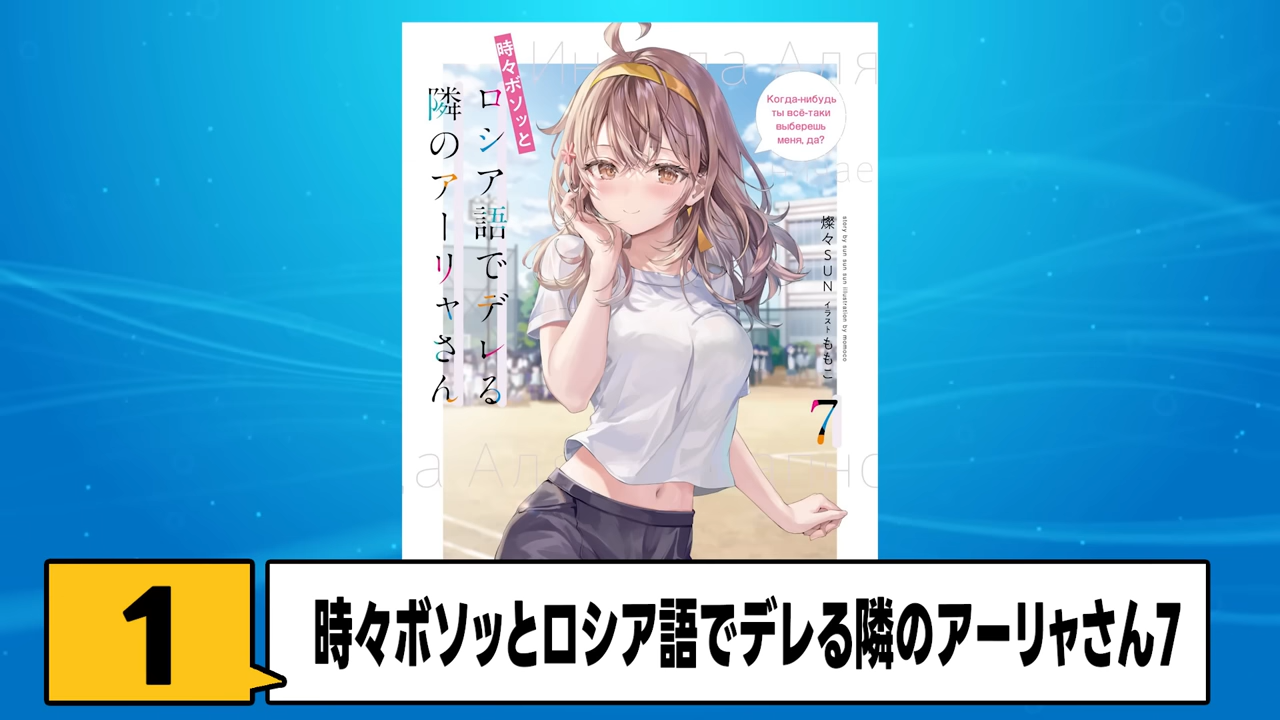 時々ボソッと
ロシア語でデレる
隣のアーリャさん
Когда-нибудь
ты всё-таки
выберешь
меня, да?
燦々SUN
イラスト ももこ
story by sun sun sun illustration by momoco
7
1
時々ボソッとロシア語でデレる隣のアーリャさん7